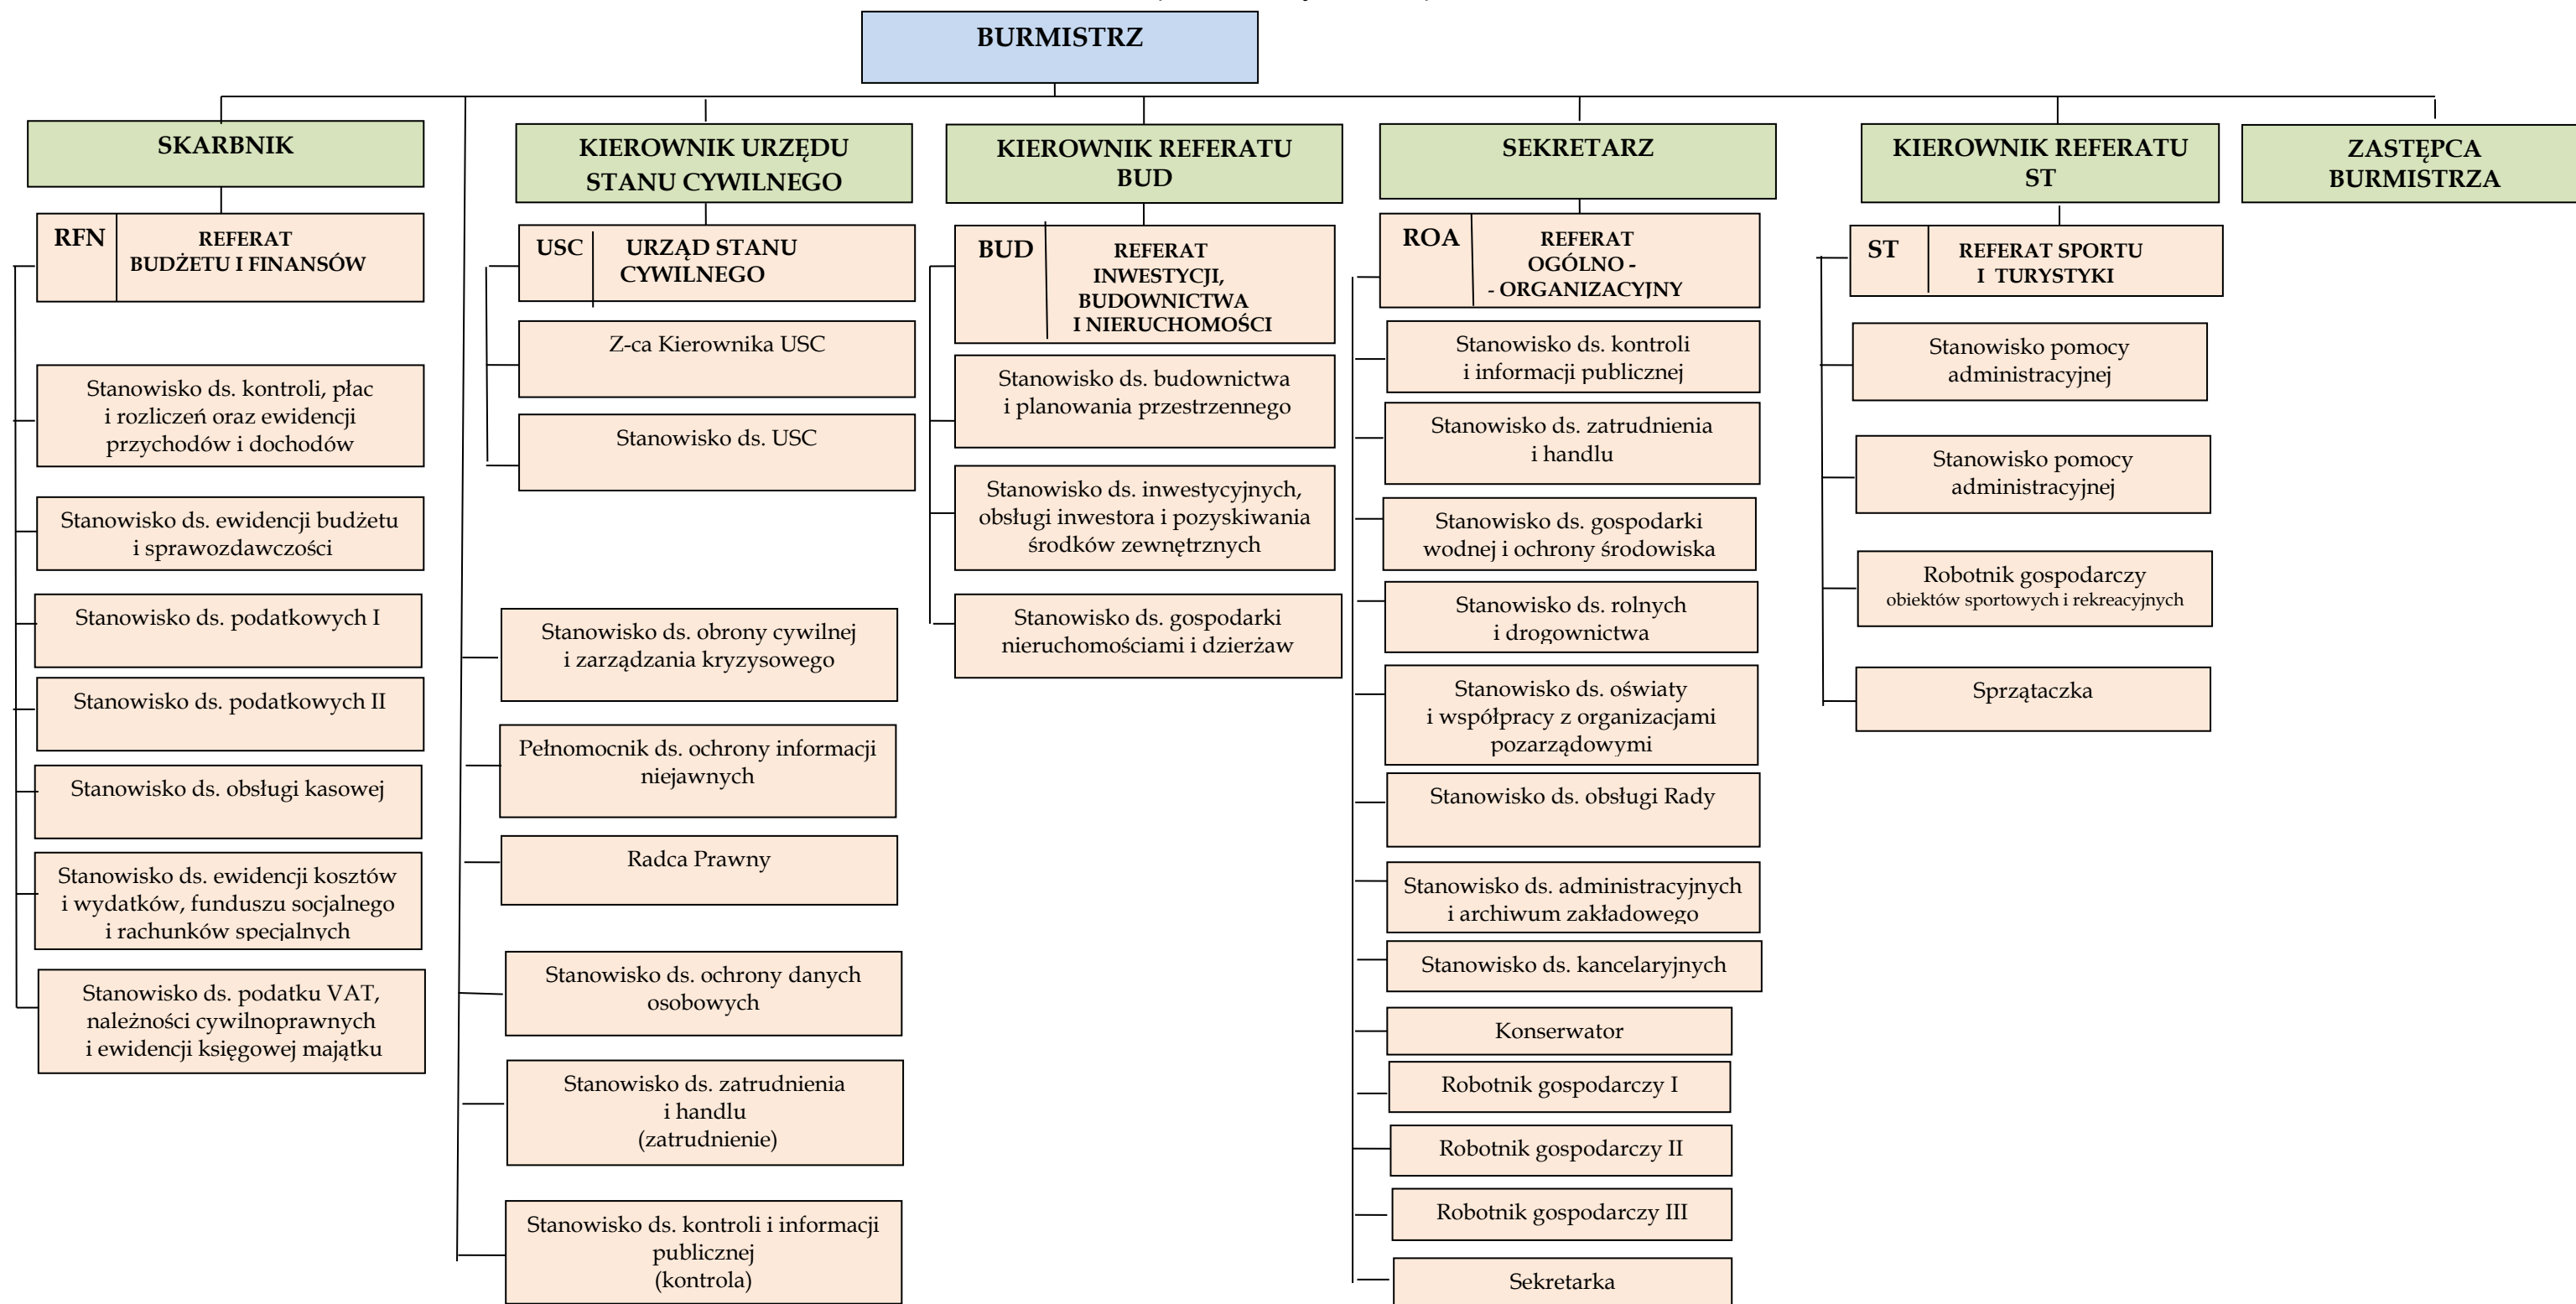 BURMISTRZ
SKARBNIK
RFN
REFERAT
BUDŻETU I FINANSÓW
Stanowisko ds. kontroli, płac
i rozliczeń oraz ewidencji
przychodów i dochodów
Stanowisko ds. ewidencji budżetu
i sprawozdawczości
Stanowisko ds. podatkowych I
Stanowisko ds. podatkowych II
Stanowisko ds. obsługi kasowej
Stanowisko ds. ewidencji kosztów
i wydatków, funduszu socjalnego
i rachunków specjalnych
Stanowisko ds. podatku VAT,
należności cywilnoprawnych
i ewidencji księgowej majątku
KIEROWNIK URZĘDU
STANU CYWILNEGO
USC
URZĄD STANU
CYWILNEGO
Z-ca Kierownika USC
Stanowisko ds. USC
Stanowisko ds. obrony cywilnej
i zarządzania kryzysowego
Pełnomocnik ds. ochrony informacji
niejawnych
Radca Prawny
Stanowisko ds. ochrony danych
osobowych
Stanowisko ds. zatrudnienia
i handlu
(zatrudnienie)
Stanowisko ds. kontroli i informacji
publicznej
(kontrola)
KIEROWNIK REFERATU
BUD
BUD
REFERAT
INWESTYCJI,
BUDOWNICTWA
I NIERUCHOMOŚCI
Stanowisko ds. budownictwa
i planowania przestrzennego
Stanowisko ds. inwestycyjnych,
obsługi inwestora i pozyskiwania
środków zewnętrznych
Stanowisko ds. gospodarki
nieruchomościami i dzierżaw
SEKRETARZ
ROA
REFERAT
OGÓLNO -
- ORGANIZACYJNY
Stanowisko ds. kontroli
i informacji publicznej
Stanowisko ds. zatrudnienia
i handlu
Stanowisko ds. gospodarki
wodnej i ochrony środowiska
Stanowisko ds. rolnych
i drogownictwa
Stanowisko ds. oświaty
i współpracy z organizacjami
pozarządowymi
Stanowisko ds. obsługi Rady
Stanowisko ds. administracyjnych
i archiwum zakładowego
Stanowisko ds. kancelaryjnych
Konserwator
Robotnik gospodarczy I
Robotnik gospodarczy II
Robotnik gospodarczy III
Sekretarka
KIEROWNIK REFERATU
ST
ST
REFERAT SPORTU
I TURYSTYKI
Stanowisko pomocy
administracyjnej
Stanowisko pomocy
administracyjnej
Robotnik gospodarczy
obiektów sportowych i rekreacyjnych
Sprzątaczka
ZASTĘPCA
BURMISTRZA